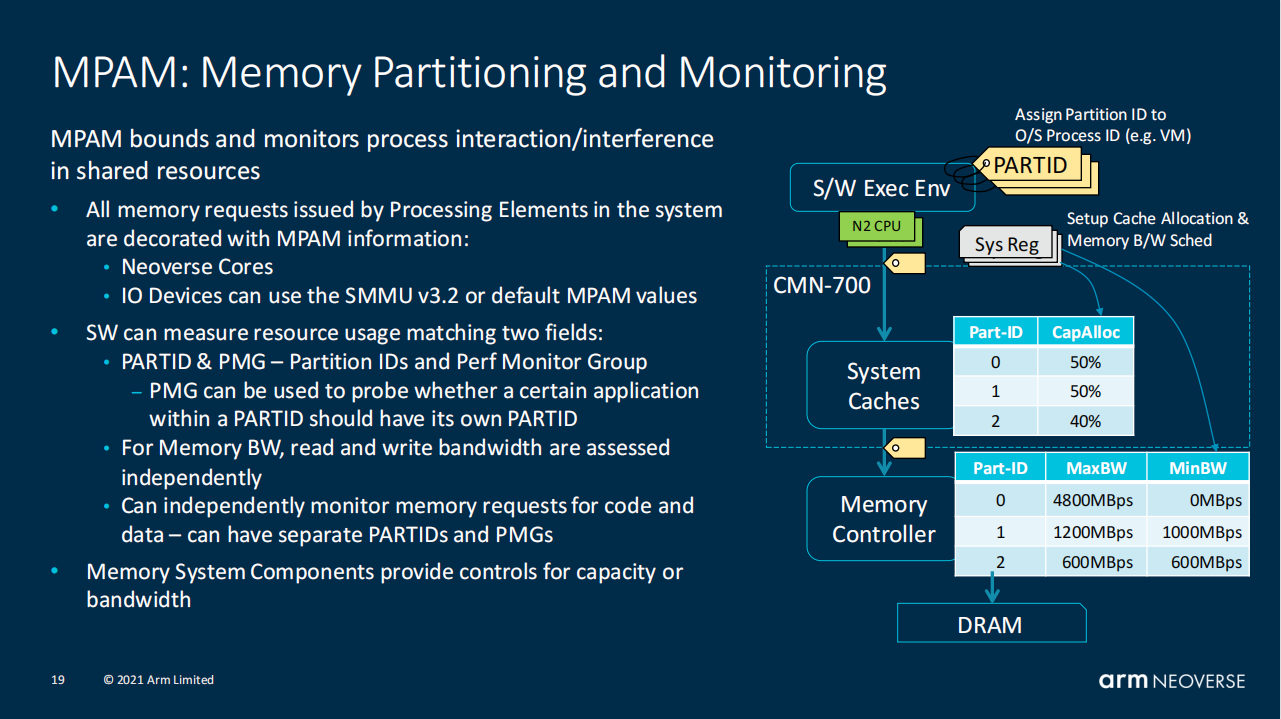 MPAM: Memory Partitioning and Monitoring
MPAM bounds and monitors process interaction/interference
in shared resources
• All memory requests issued by Processing Elements in the system
are decorated with MPAM information:
• Neoverse Cores
• IO Devices can use the SMMU v3.2 or default MPAM values
• SW can measure resource usage matching two fields:
• PARTID & PMG – Partition IDs and Perf Monitor Group
– PMG can be used to probe whether a certain application
within a PARTID should have its own PARTID
• For Memory BW, read and write bandwidth are assessed
independently
• Can independently monitor memory requests for code and
data – can have separate PARTIDs and PMGs
• Memory System Components provide controls for capacity or
bandwidth
Assign Partition ID to
O/S Process ID (e.g. VM)
PARTID
S/W Exec Env
N2 CPU
Setup Cache Allocation &
Memory B/W Sched
Sys Reg
CMN-700
System
Caches
Part-ID CapAlloc
0 50%
1 50%
2 40%
Memory
Controller
Part-ID MaxBW MinBW
0 4800MBps 0MBps
1 1200MBps 1000MBps
2 600MBps 600MBps
DRAM
19 © 2021 Arm Limited
arm NEOVERSE